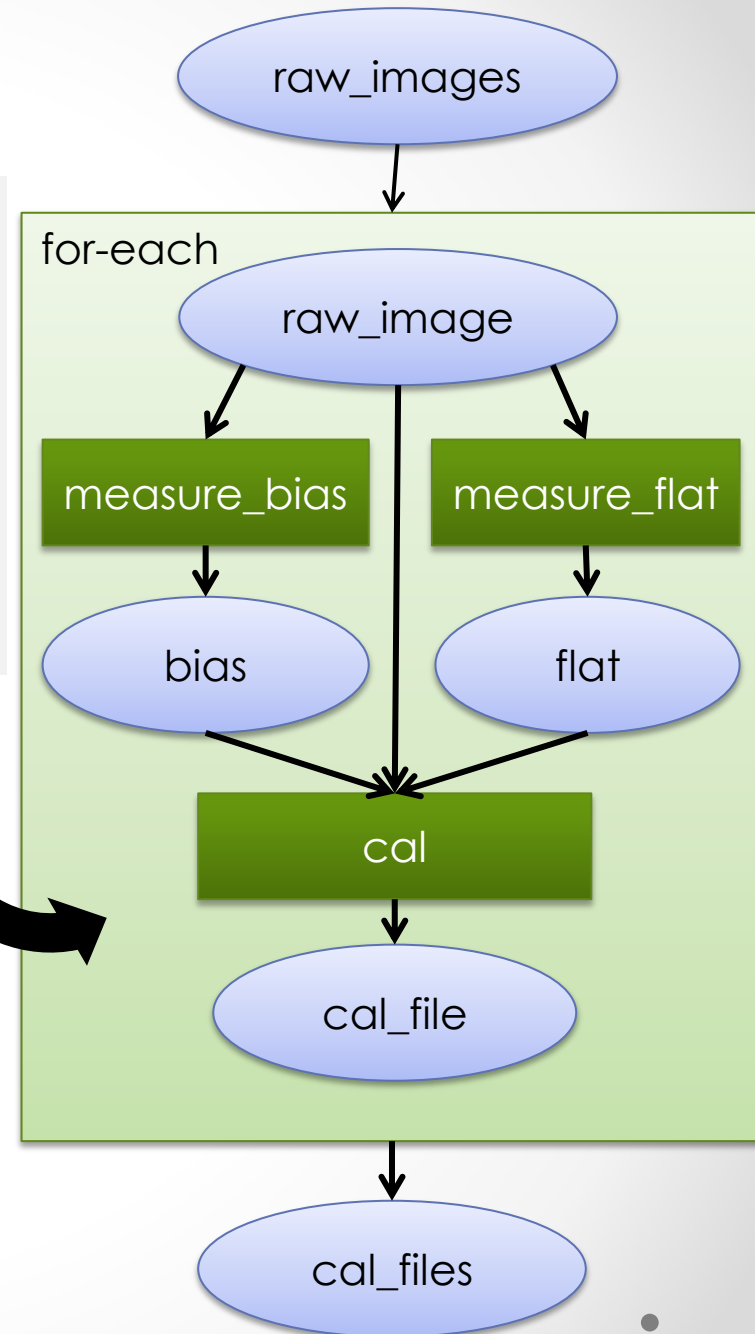 raw_images
for-each
raw_image
measure_bias
measure_flat
bias
flat
cal
cal_file
cal_files